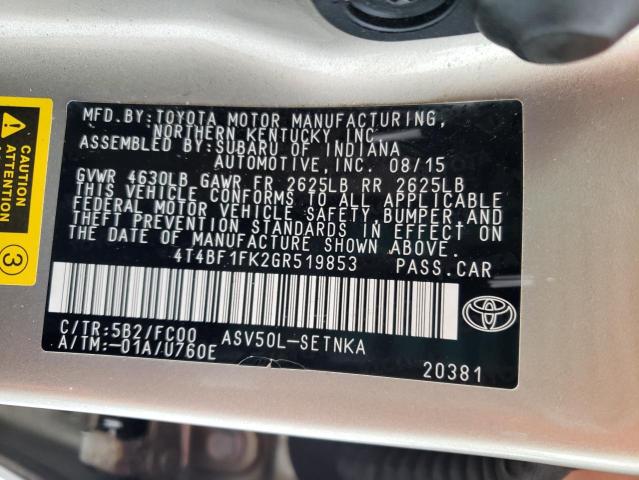 MFD.BY:TOYOTA MOTOR MANUFACTURING,
NORTHERN KENTUCKY INC.
ASSEMBLED BY:SUBARU OF INDIANA
AUTOMOTIVE,INC. 08/15
GVWR 4630LB GAWR FR 2625LB RR 2625LB
THIS VEHICLE CONFORMS TO ALL APPLICABLE
FEDERAL MOTOR VEHICLE SAFETY,BUMPER,AND
THEFT PREVENTION STANDARDS IN EFFECT ON
THE DATE OF MANUFACTURE SHOWN ABOVE.
4T4BF1FK2GR519853 PASS.CAR
C/TR:5B2/FC00 ASV50L-SETNKA
A/TM:-01A/U760E
20381
TOYOTA
CAUTION
3